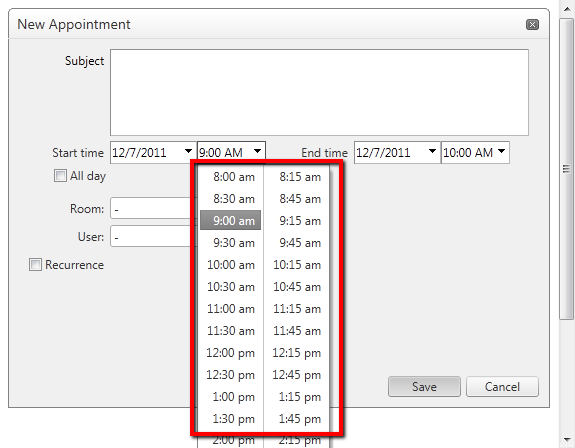 New Appointment
Subject
Start time 12/7/2011 9:00 AM End time 12/7/2011 10:00 AM
8:00 am 8:15 am
All day
8:30 am 8:45 am
Room: -
9:00 am 9:15 am
User: -
9:30 am 9:45 am
Recurrence
10:00 am 10:15 am
10:30 am 10:45 am
11:00 am 11:15 am
11:30 am 11:45 am
12:00 pm 12:15 pm
12:30 pm 12:45 pm
1:00 pm 1:15 pm
1:30 pm 1:45 pm
2:00 pm 2:15 pm
Save Cancel